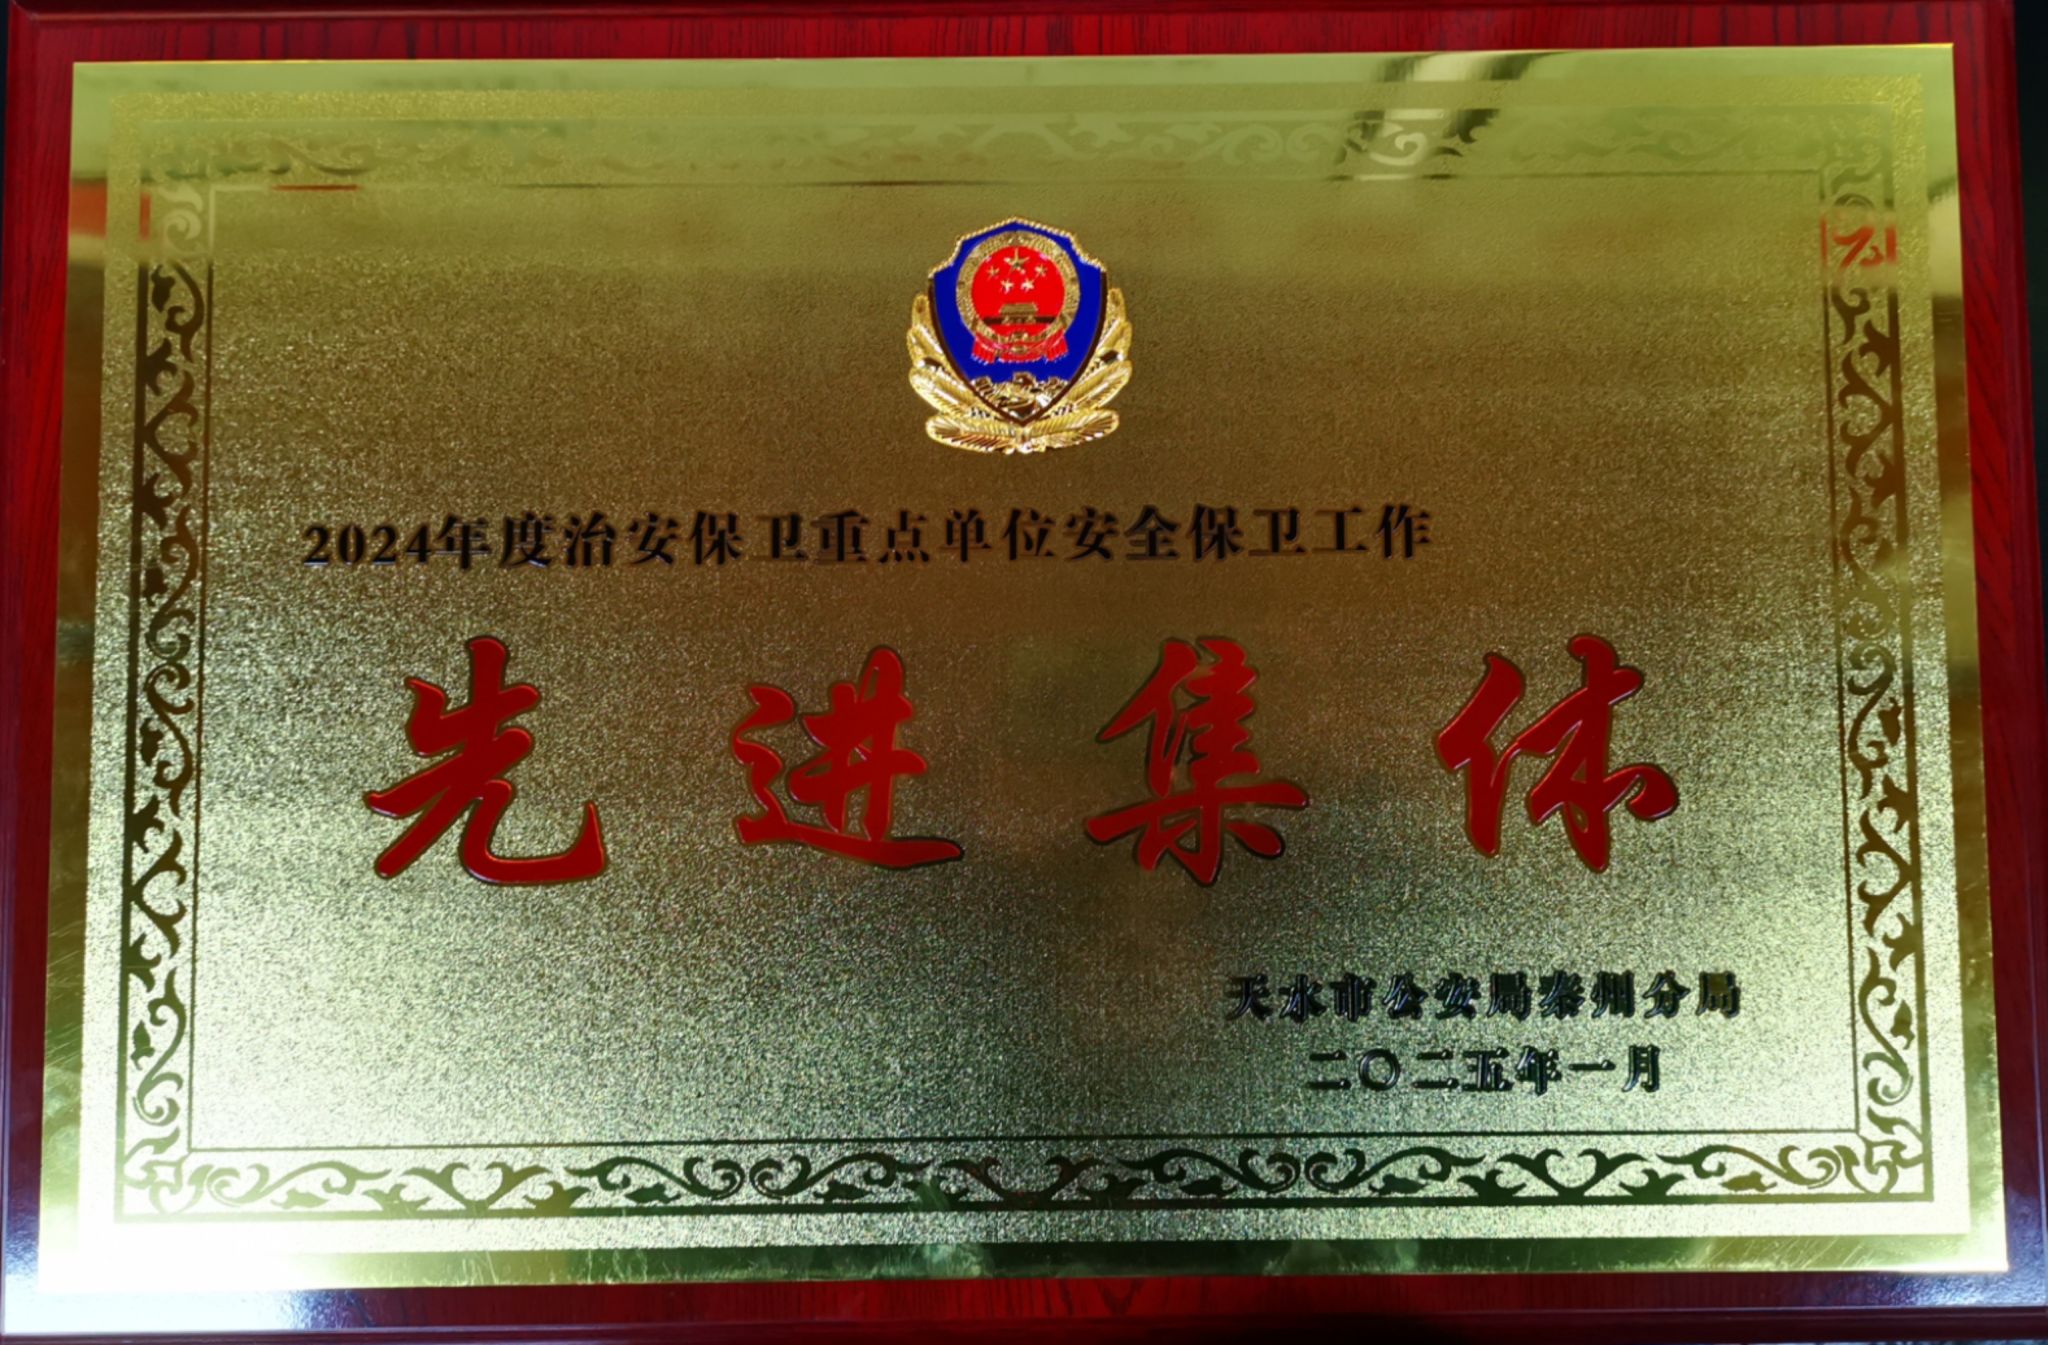 2024年度治安保卫重点单位安全保卫工作
先进集体
天水市公安局秦州分局
二〇二五年一月